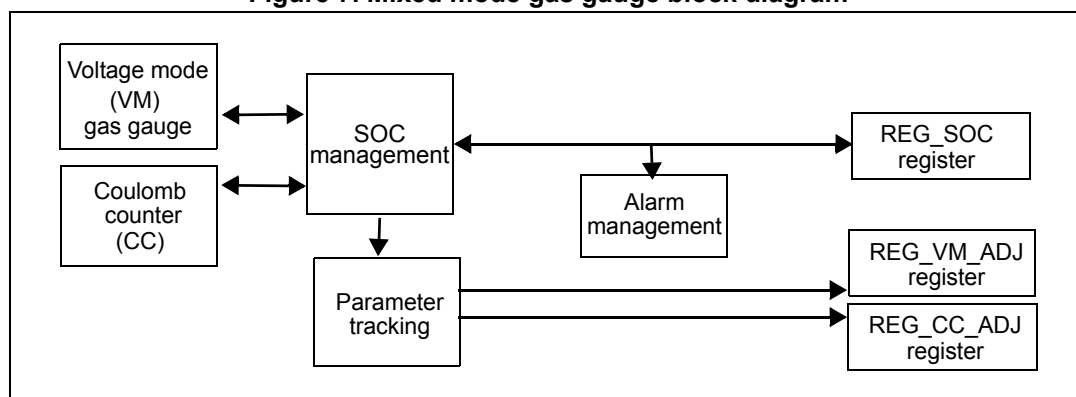 Figure Mixed mode gas gauge block diagram
Voltage mode
(VM)
gas gauge
Coulomb
counter
(CC)
SOC
management
Alarm
management
REG_SOC
register
Parameter
tracking
REG_VM_ADJ
register
REG_CC_ADJ
register